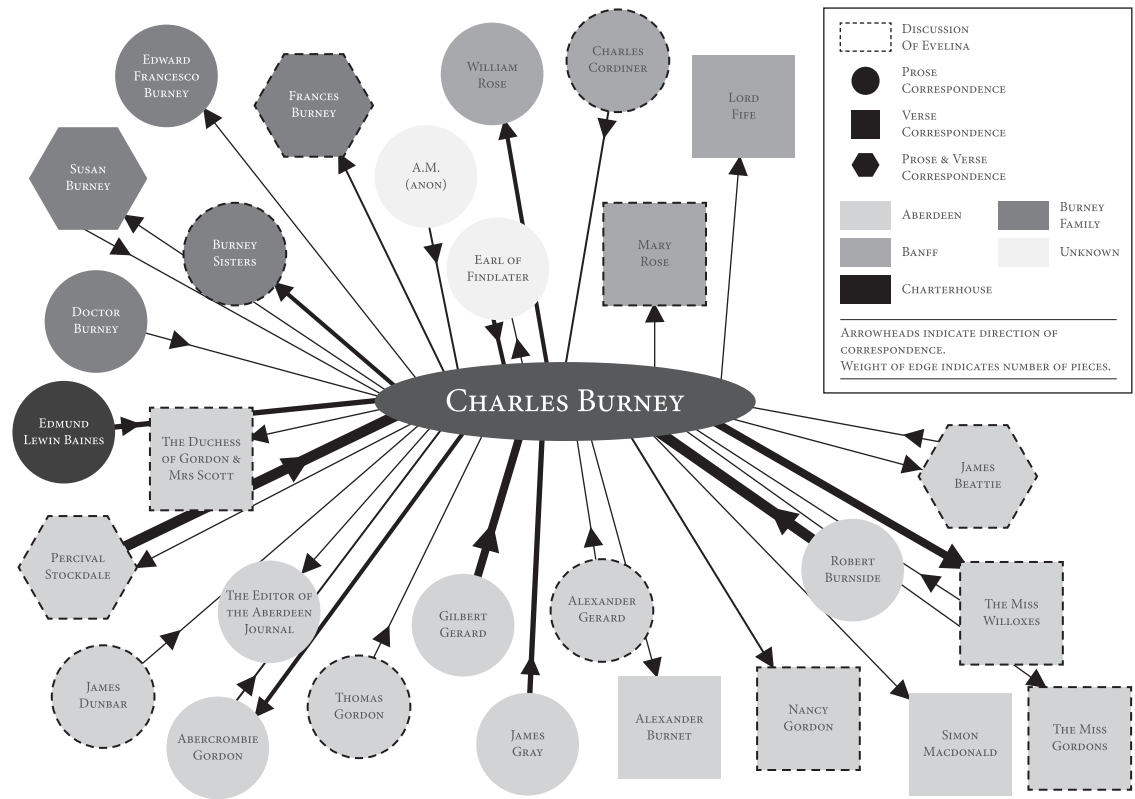 Edward
Francesco
Burney
Frances
Burney
William
Rose
Charles
Cordiner
Lord
Fife
Susan
Burney
A.M.
(anon)
Burney
Sisters
Earl of
Findlater
Mary
Rose
Doctor
Burney
Charles Burney
Edmund
Lewin Baines
The Duchess
of Gordon &
Mrs Scott
James
Beattie
Percival
Stockdale
The Editor of
the Aberdeen
Journal
Gilbert
Gerard
Alexander
Gerard
Robert
Burnside
The Miss
Willoxes
James
Dunbar
Abercrombie
Gordon
Thomas
Gordon
James
Gray
Alexander
Burnet
Nancy
Gordon
Simon
Macdonald
The Miss
Gordons
Discussion
Of Evelina
Prose
Correspondence
Verse
Correspondence
Prose & Verse
Correspondence
Aberdeen
Burney
Family
Banff
Unknown
Charterhouse
Arrowheads indicate direction of
correspondence.
Weight of edge indicates number of pieces.